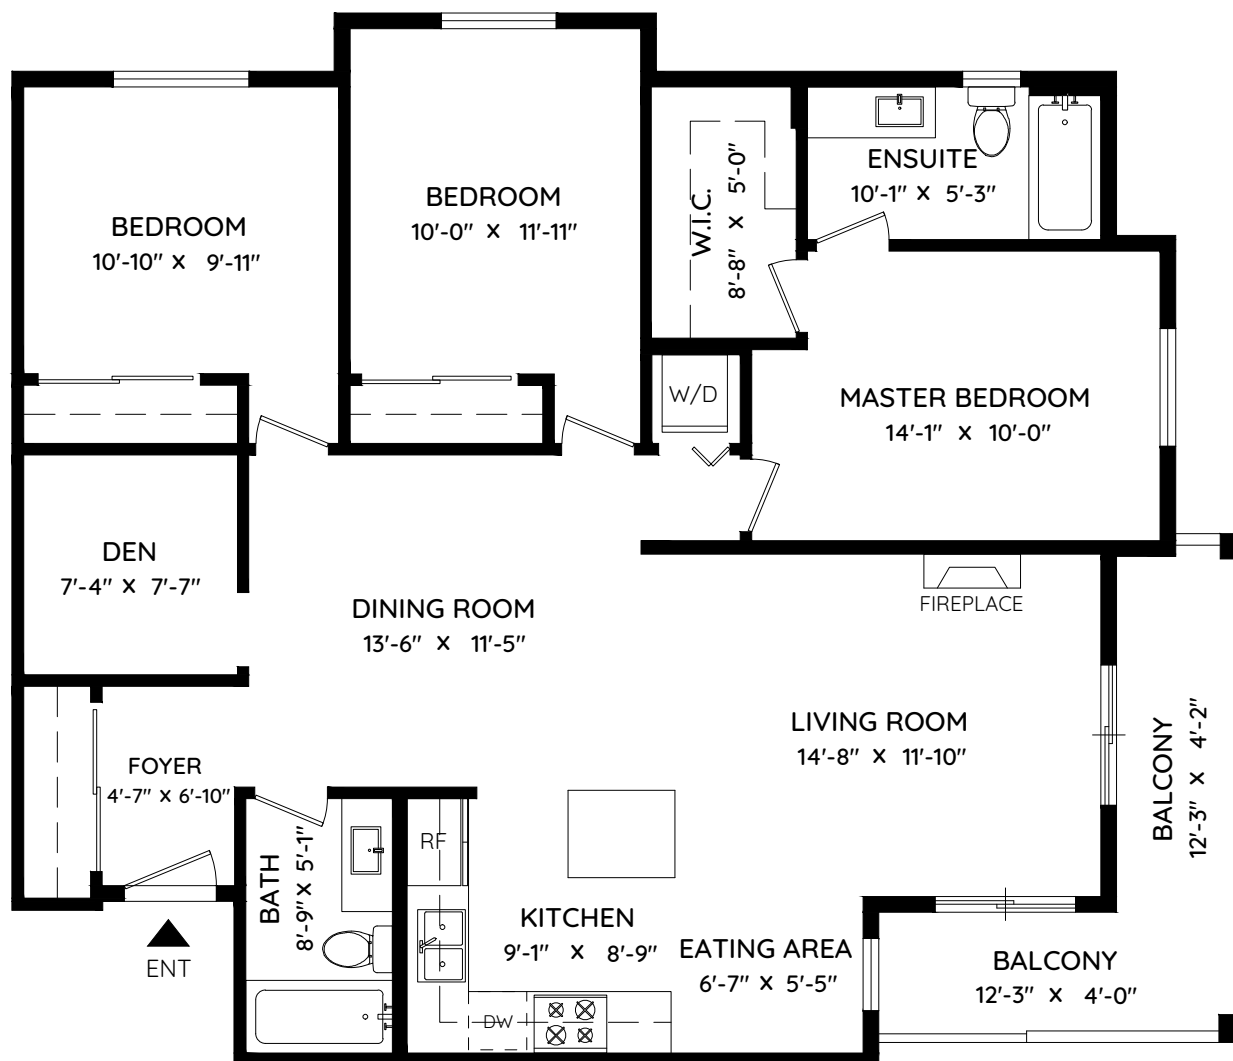 BEDROOM
10'-10" X 9'-11"
BEDROOM
10'-0" X 11'-11"
W.I.C.
8'-8" X 5'-0"
ENSUITE
10'-1" X 5'-3"
W/D
MASTER BEDROOM
14'-1" X 10'-0"
DEN
7'-4" X 7'-7"
DINING ROOM
13'-6" X 11'-5"
FIREPLACE
LIVING ROOM
14'-8" X 11'-10"
BALCONY
12'-3" X 4'-2"
FOYER
4'-7" X 6'-10"
ENT
BATH
8'-9" X 5'-1"
RF
KITCHEN
9'-1" X 8'-9"
DW
EATING AREA
6'-7" X 5'-5"
BALCONY
12'-3" X 4'-0"